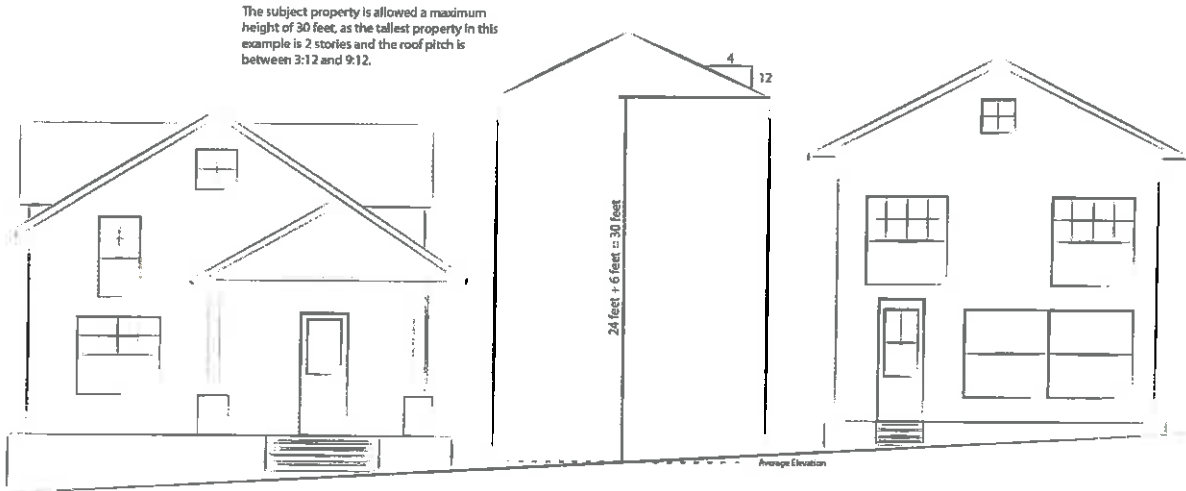 The subject property is allowed a maximum
height of 30 feet, as the tallest property in this
example is 2 stories and the roof pitch is
between 3:12 and 9:12.
4
12
24 feet + 6 feet = 30 feet
Average Elevation